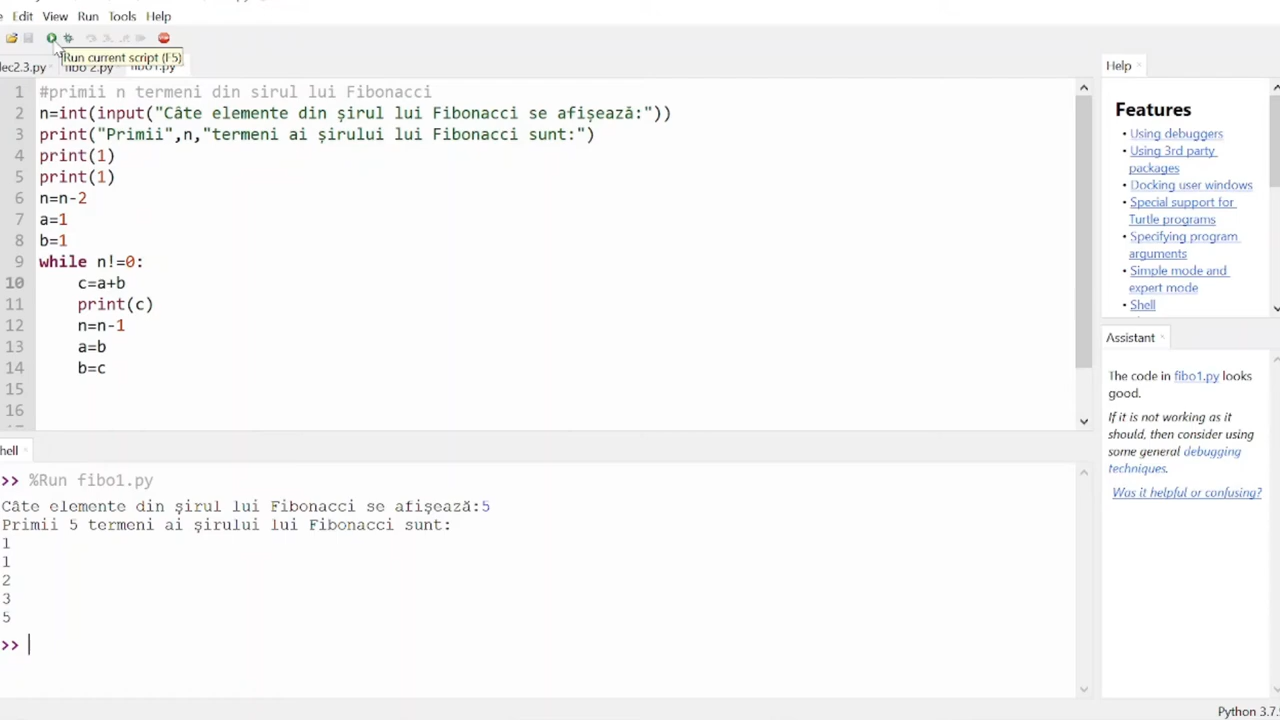 Edit View Run Tools Help
Run current script (F5)
dec2.3.py fibo 2.py fibo1.py
1 #primii n termeni din sirul lui Fibonacci
2 n=int(input("Câte elemente din șirul lui Fibonacci se afișează:"))
3 print("Primii",n,"termeni ai șirului lui Fibonacci sunt:")
4 print(1)
5 print(1)
6 n=n-2
7 a=1
8 b=1
9 while n!=0:
10 c=a+b
11 print(c)
12 n=n-1
13 a=b
14 b=c
15
16
hell
>> %Run fibo1.py
Câte elemente din șirul lui Fibonacci se afișează:5
Primii 5 termeni ai șirului lui Fibonacci sunt:
1
1
2
3
5
>>
Help
Features
• Using debuggers
• Using 3rd party
packages
• Docking user windows
• Special support for
Turtle programs
• Specifying program
arguments
• Simple mode and
expert mode
• Shell
Assistant
The code in fibo1.py looks
good.
If it is not working as it
should, then consider using
some general debugging
techniques.
Was it helpful or confusing?
Python 3.7.